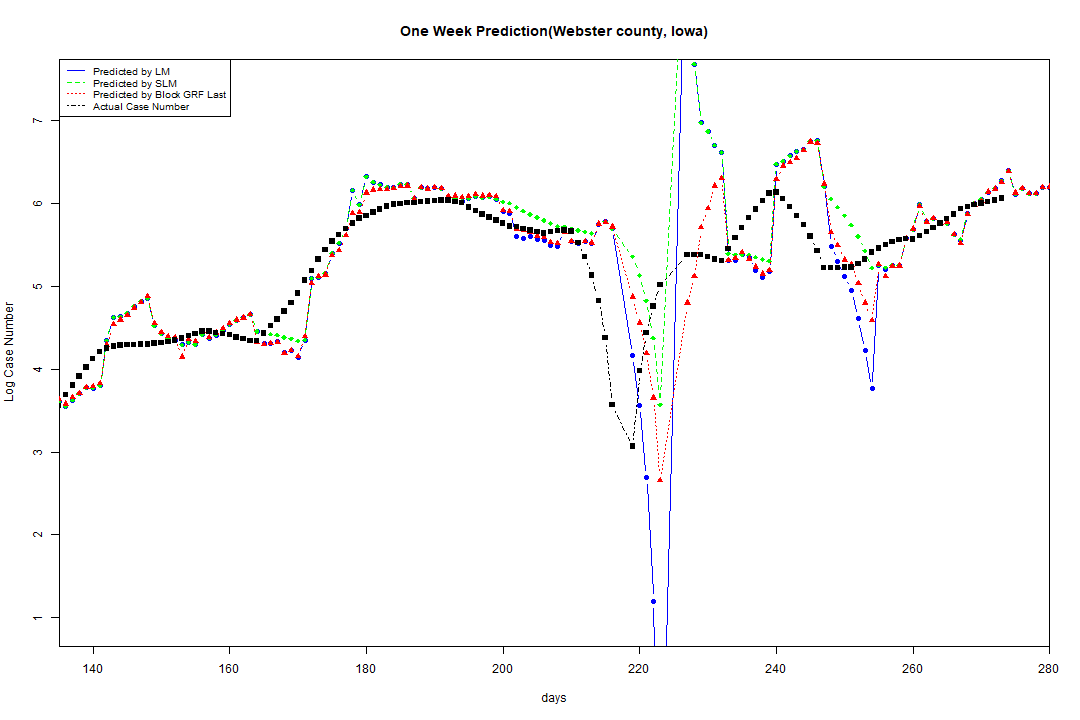 One Week Prediction(Webster county, Iowa)
Predicted by LM
Predicted by SLM
Predicted by Block GRF Last
Actual Case Number
Log Case Number
7
6
5
4
3
2
1
140 160 180 200 220 240 260 280
days